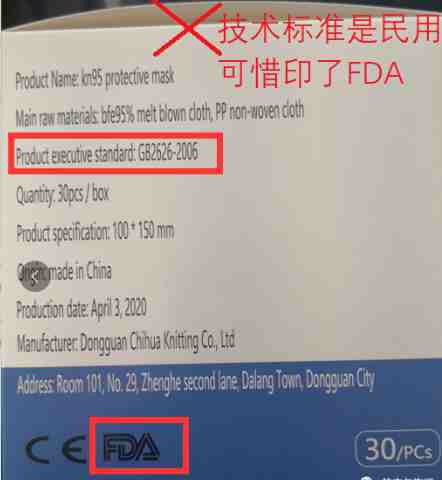 技术标准是民用
可惜印了FDA
Product Name: kn95 protective mask
Main raw materials: bfe95% melt blown cloth, PP non-woven cloth
Product executive standard: GB2626-2006
Quantity: 30pcs / box
Product specification: 100 * 150 mm
Origin: made in China
Production date: April 3, 2020
Manufacturer: Dongguan Chihua Knitting Co., Ltd
Address: Room 101, No. 29, Zhenghe second lane, Dalang Town, Dongguan City
CE FDA
30/PCs